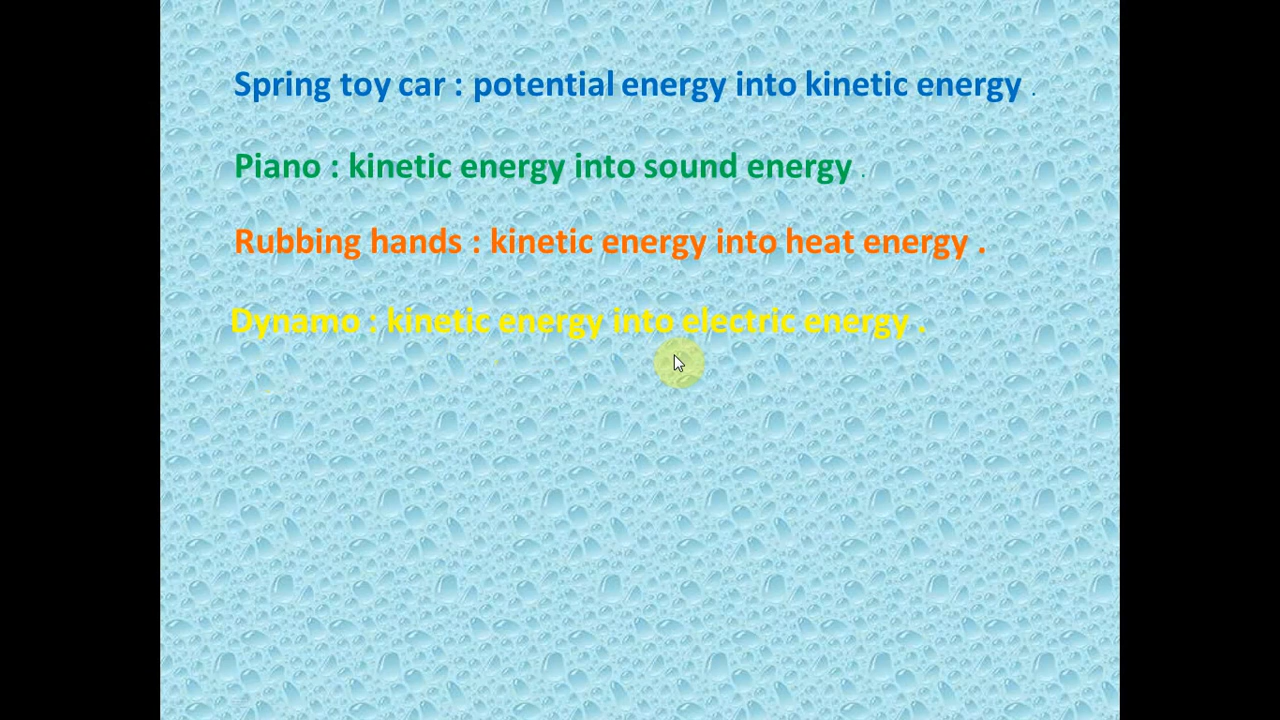 Spring toy car : potential energy into kinetic energy .
Piano : kinetic energy into sound energy .
Rubbing hands : kinetic energy into heat energy .
Dynamo : kinetic energy into electric energy .